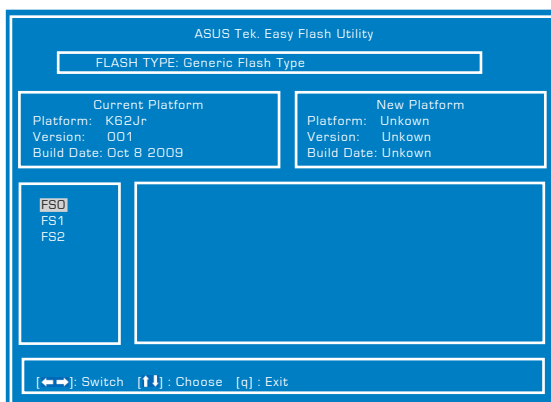 ASUS Tek. Easy Flash Utility
FLASH TYPE: Generic Flash Type
Current Platform
Platform: K62Jr
Version: 001
Build Date: Oct 8 2009
New Platform
Platform: Unkown
Version: Unkown
Build Date: Unkown
FS0
FS1
FS2
[⬅➡]: Switch [⬆⬇] : Choose [q] : Exit